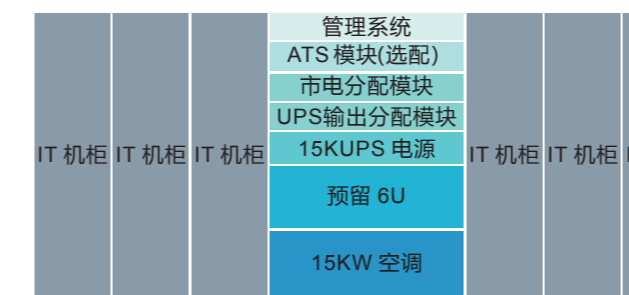 管理系统
ATS 模块(选配)
市电分配模块
UPS输出分配模块
IT 机柜 IT 机柜 IT 机柜 15KUPS 电源 IT 机柜 IT 机柜
预留 6U
15KW 空调